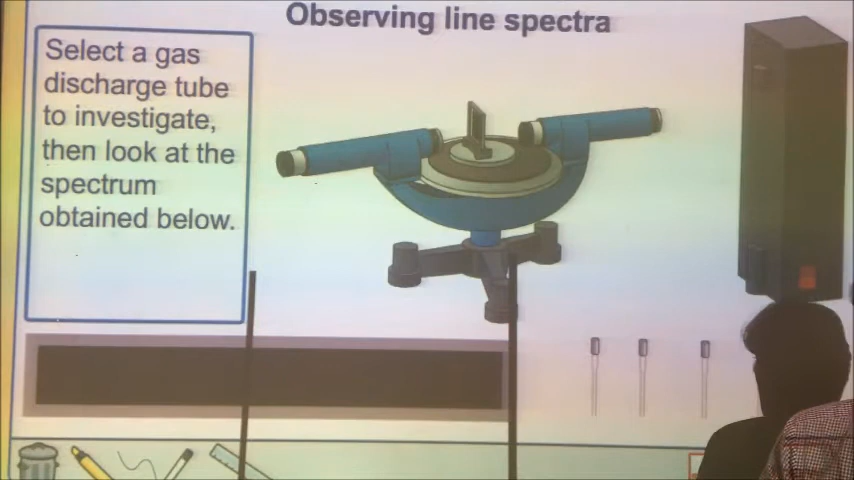 Observing line spectra
Select a gas
discharge tube
to investigate,
then look at the
spectrum
obtained below.